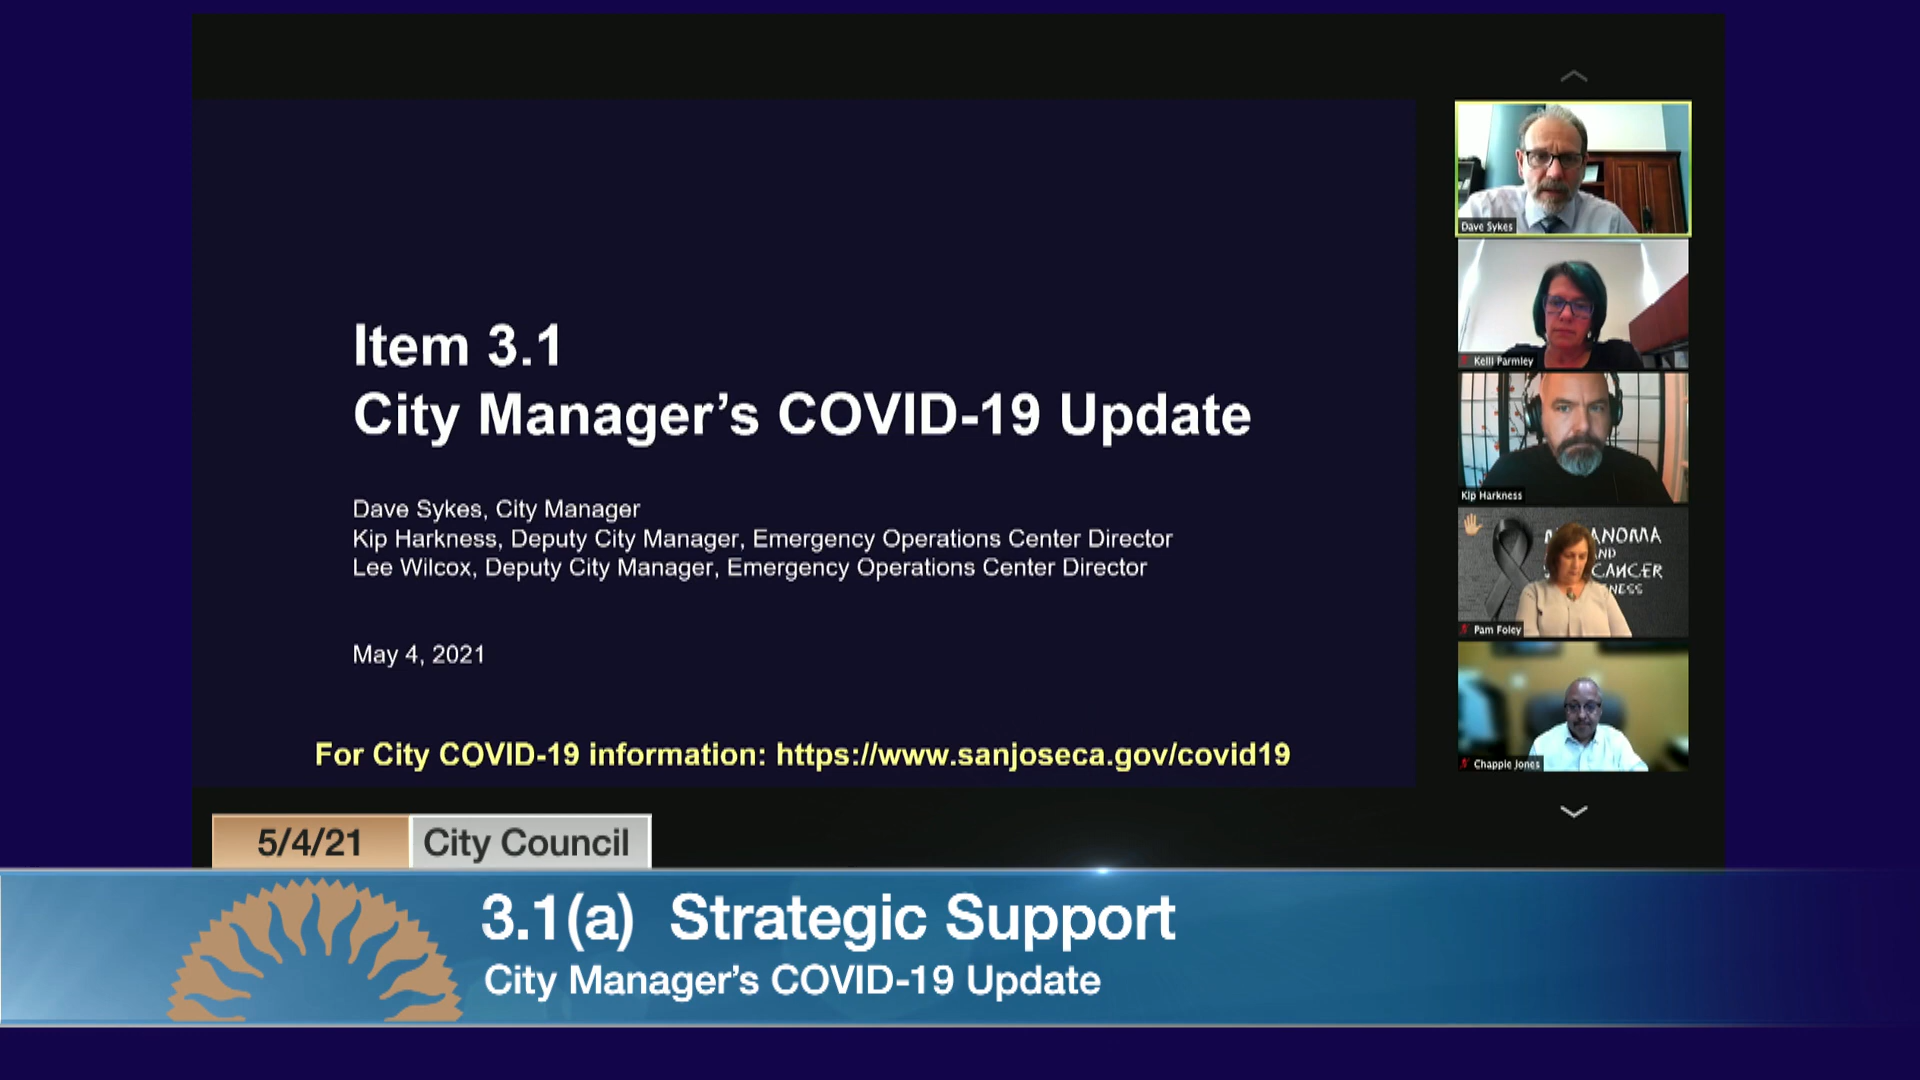 Item 3.1
City Manager's COVID-19 Update
Dave Sykes, City Manager
Kip Harkness, Deputy City Manager, Emergency Operations Center Director
Lee Wilcox, Deputy City Manager, Emergency Operations Center Director
May 4, 2021
For City COVID-19 information: https://www.sanjoseca.gov/covid19
Dave Sykes
Kelli Parmley
Kip Harkness
ANOMA
CANCER
Pam Foley
Chappie Jones
5/4/21
City Council
3.1(a) Strategic Support
City Manager's COVID-19 Update